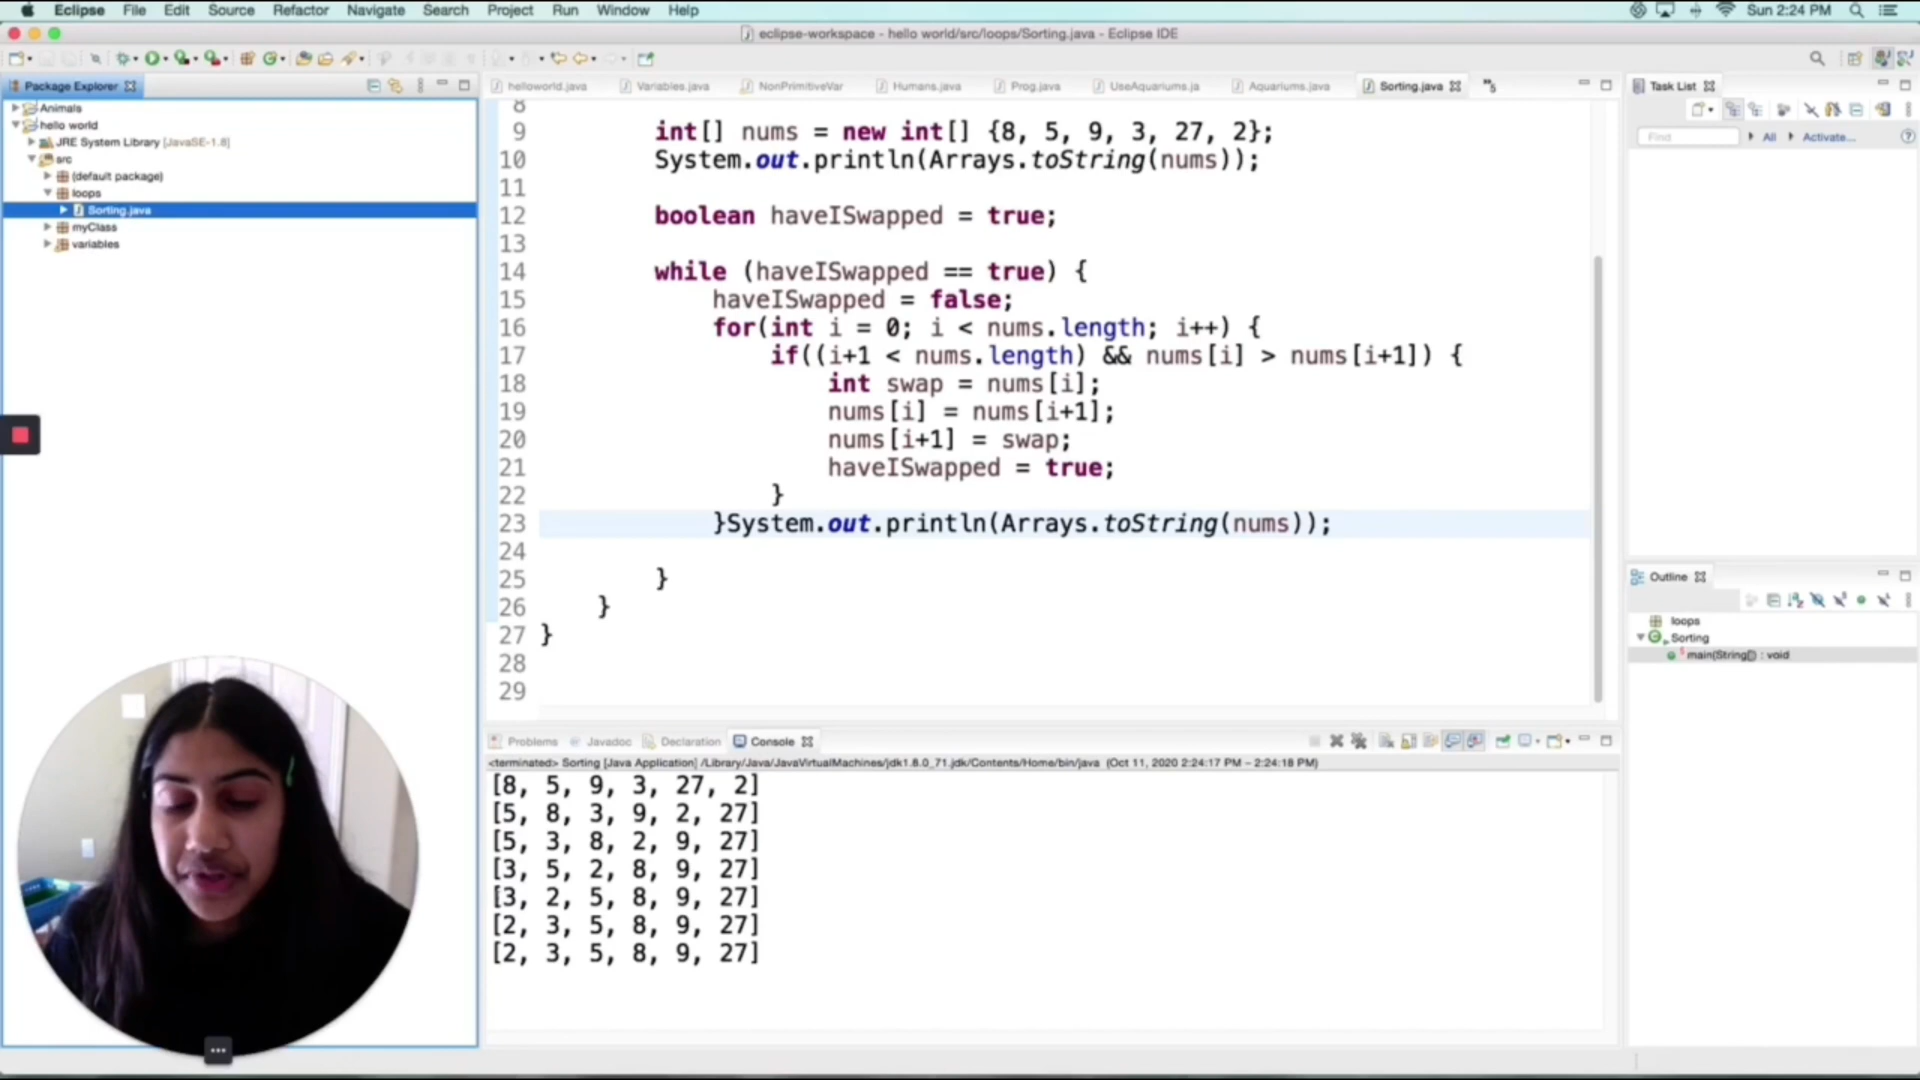 Eclipse File Edit Source Refactor Navigate Search Project Run Window Help Sun 2:24 PM
eclipse-workspace - hello world/src/loops/Sorting.java - Eclipse IDE
Package Explorer
Animals
hello world
JRE System Library [JavaSE-1.8]
src
(default package)
loops
Sorting.java
myClass
variables
helloworld.java Variables.java NonPrimitiveVar Humans.java Prog.java UseAquariums.ja Aquariums.java Sorting.java "5
8
9 int[] nums = new int[] {8, 5, 9, 3, 27, 2};
10 System.out.println(Arrays.toString(nums));
11
12 boolean haveISwapped = true;
13
14 while (haveISwapped == true) {
15 haveISwapped = false;
16 for(int i = 0; i < nums.length; i++) {
17 if((i+1 < nums.length) && nums[i] > nums[i+1]) {
18 int swap = nums[i];
19 nums[i] = nums[i+1];
20 nums[i+1] = swap;
21 haveISwapped = true;
22 }
23 }System.out.println(Arrays.toString(nums));
24
25 }
26 }
27 }
28
29
Problems Javadoc Declaration Console
<terminated> Sorting [Java Application] /Library/Java/JavaVirtualMachines/jdk1.8.0_71.jdk/Contents/Home/bin/java (Oct 11, 2020 2:24:17 PM – 2:24:18 PM)
[8, 5, 9, 3, 27, 2]
[5, 8, 3, 9, 2, 27]
[5, 3, 8, 2, 9, 27]
[3, 5, 2, 8, 9, 27]
[3, 2, 5, 8, 9, 27]
[2, 3, 5, 8, 9, 27]
[2, 3, 5, 8, 9, 27]
Task List
Find All Activate...
Outline
loops
Sorting
main(String[]) : void